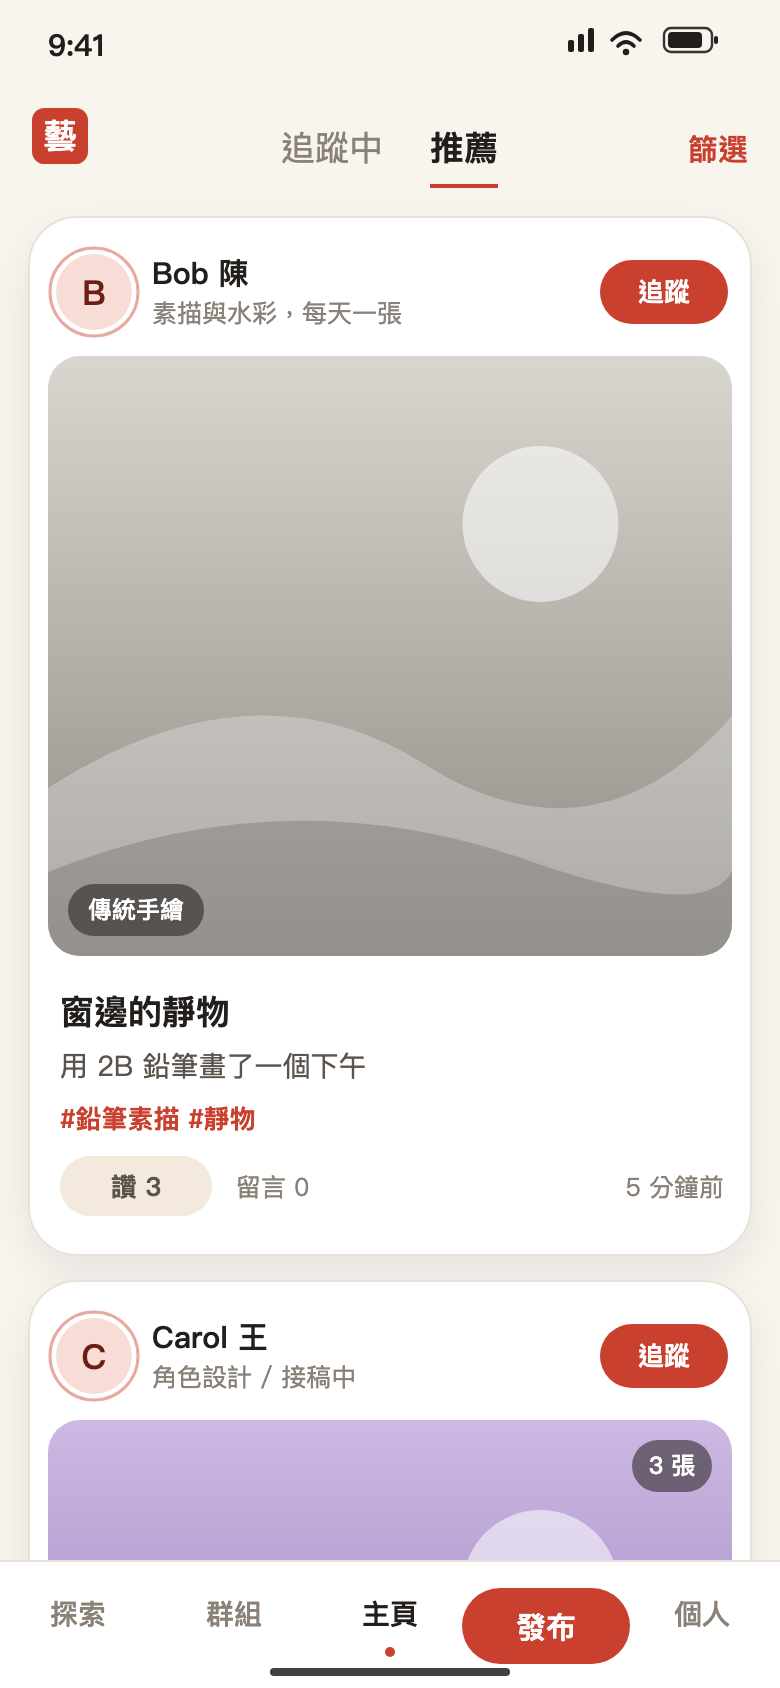 9:41
藝
追蹤中 推薦 篩選
B
Bob 陳
素描與水彩，每天一張
追蹤
傳統手繪
窗邊的靜物
用 2B 鉛筆畫了一個下午
#鉛筆素描 #靜物
讚 3 留言 0 5 分鐘前
C
Carol 王
角色設計 / 接稿中
追蹤
3 張
探索 群組 主頁 發布 個人